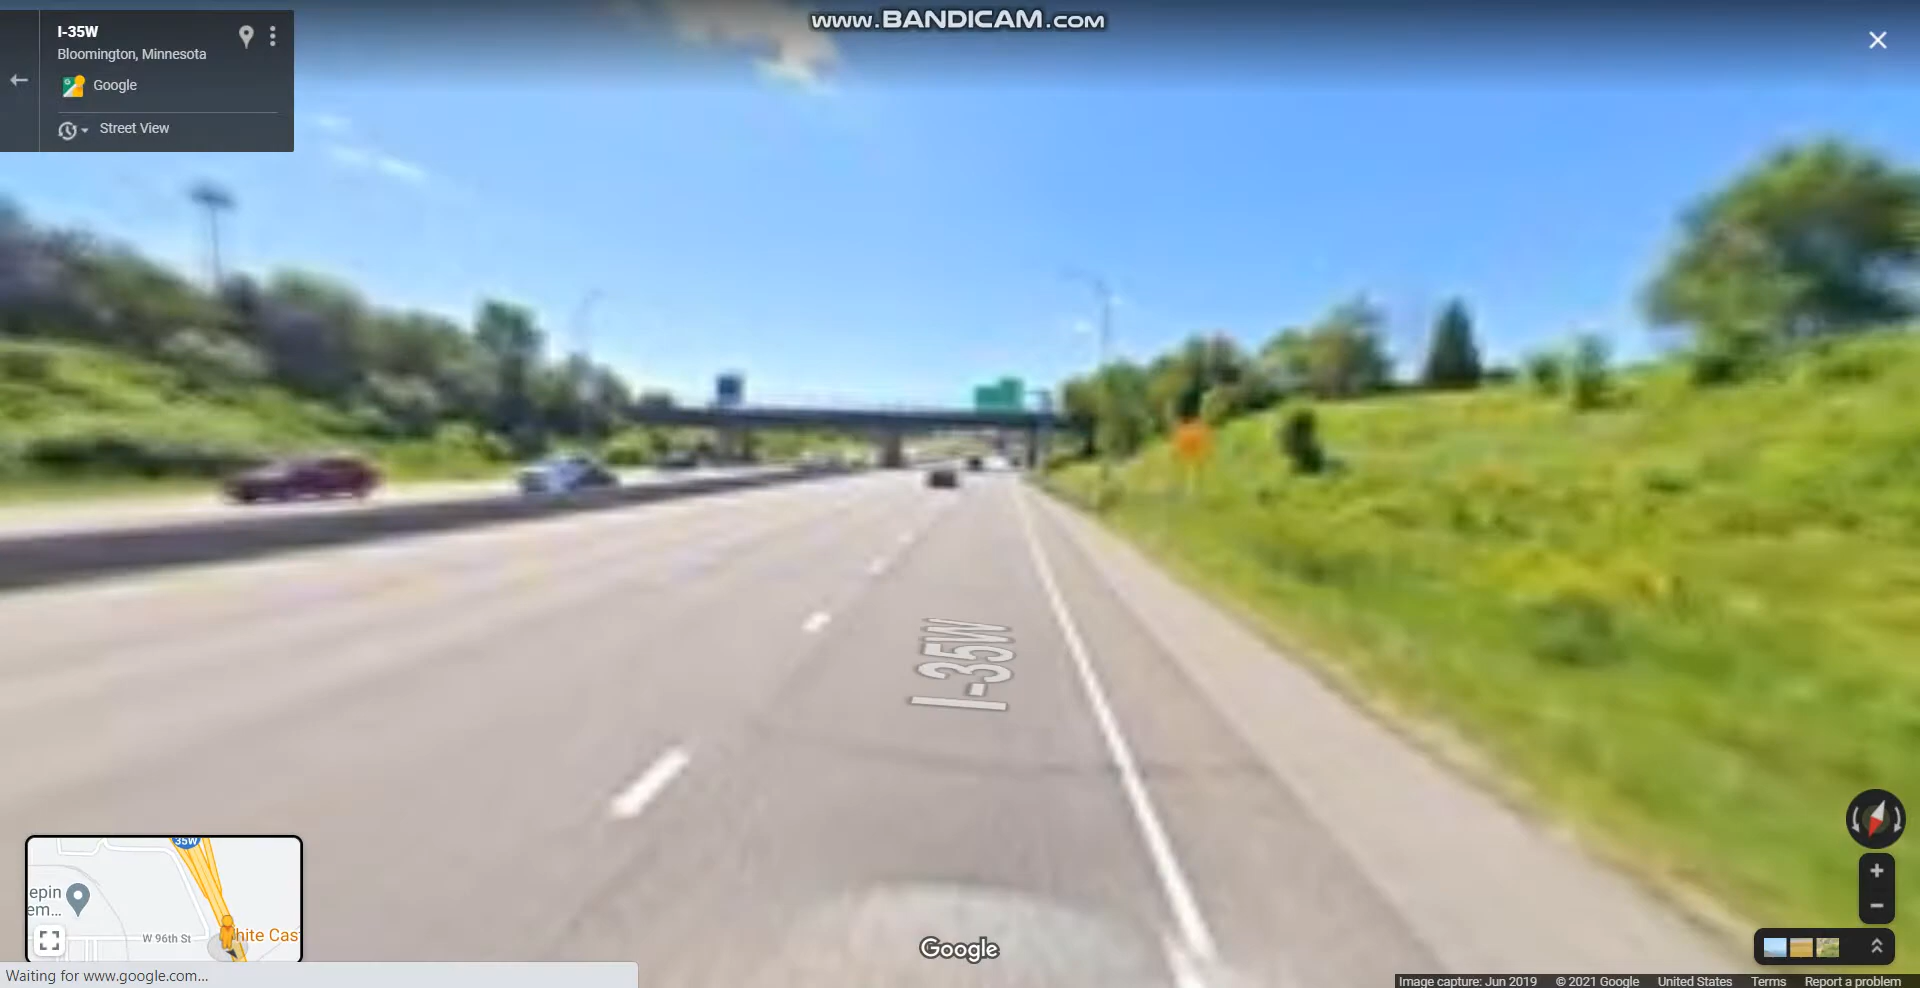 www.BANDICAM.com
I-35W
Bloomington, Minnesota
Google
Street View
I-35W
35W
epin
em...
W 96th St
hite Cas
Google
Waiting for www.google.com...
Image capture: Jun 2019 © 2021 Google United States Terms Report a problem